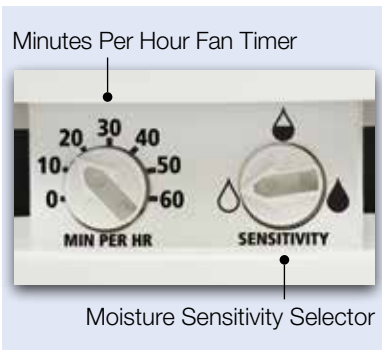 Minutes Per Hour Fan Timer
30
20 40
10 50
0 60
MIN PER HR SENSITIVITY
Moisture Sensitivity Selector